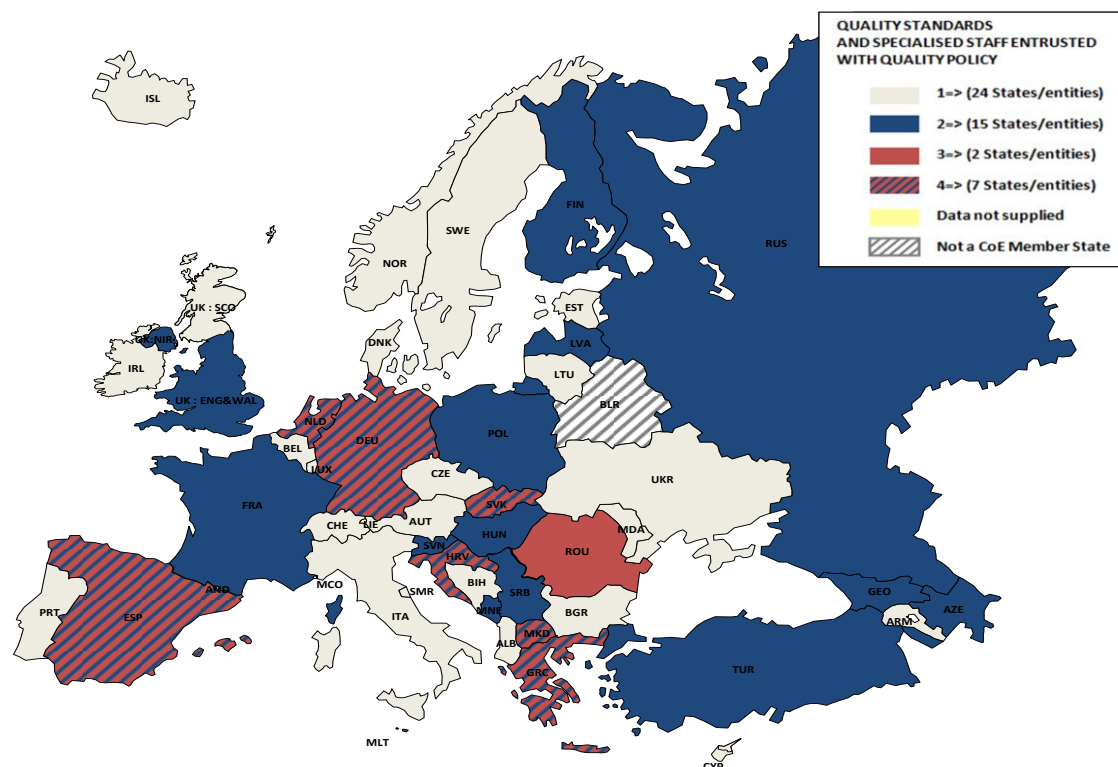 QUALITY STANDARDS
AND SPECIALISED STAFF ENTRUSTED
WITH QUALITY POLICY
1=> (24 States/entities)
2=> (15 States/entities)
3=> (2 States/entities)
4=> (7 States/entities)
Data not supplied
Not a CoE Member State
ISL
SWE
FIN
RUS
NOR
UK : SCO
EST
UK:NIR
DNK
LVA
IRL
LTU
UK : ENG&WAL
BLR
NLD
POL
DEU
BEL
LUX
CZE
UKR
FRA
SVK
CHE
LIE
AUT
MDA
HUN
SVN
HRV
ROU
MCO
AND
BIH
SMR
SRB
GEO
PRT
ESP
ITA
MNE
BGR
AZE
ARM
ALB
MKD
GRC
TUR
MLT
CYP